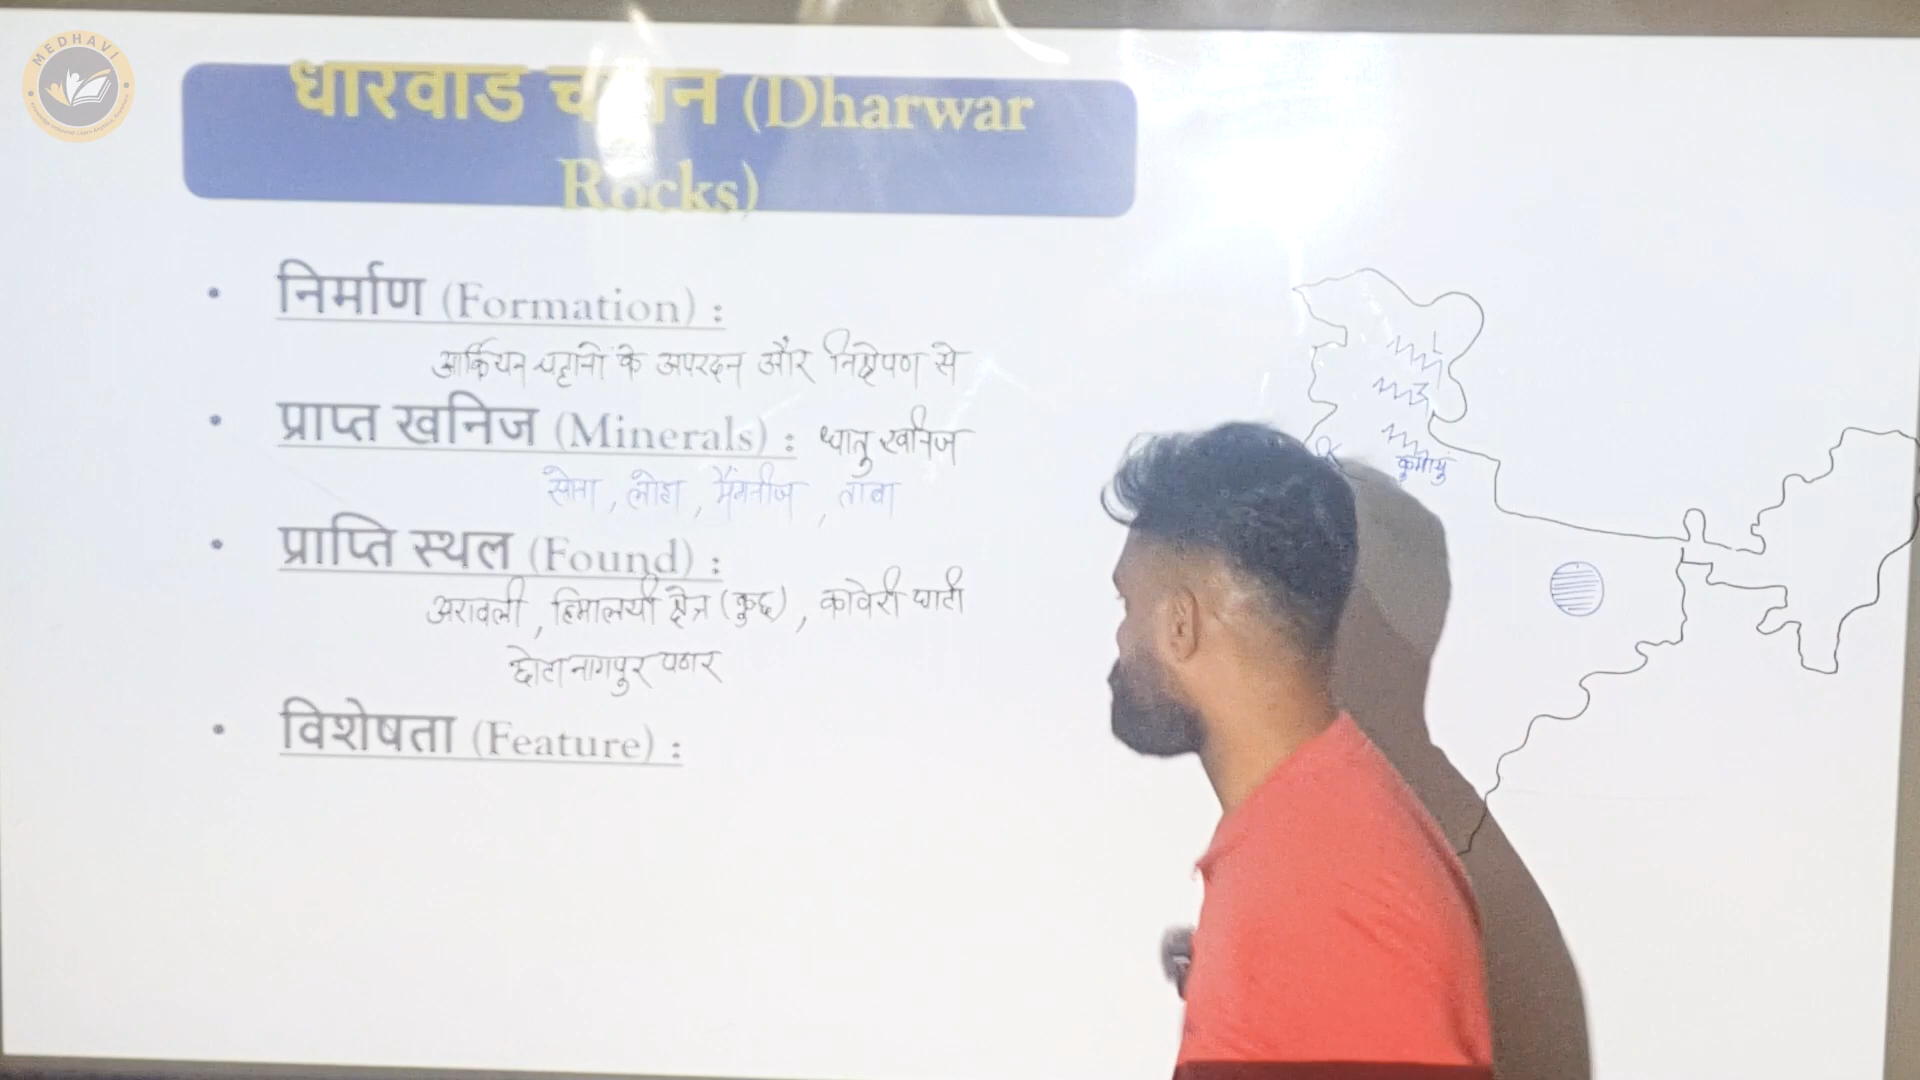 MEDHAVI
धारवाड (Dharwar
Rocks)
• निर्माण (Formation) :
आर्कियन चट्टानों के अपरदन और निक्षेपण से
• प्राप्त खनिज (Minerals) : धातु खनिज
सोना , लोहा , मैंगनीज , ताँबा
• प्राप्ति स्थल (Found) :
अरावली , हिमालयी क्षेत्र (कुछ) , कावेरी घाटी
छोटा नागपुर पठार
• विशेषता (Feature) :
कुमायुं